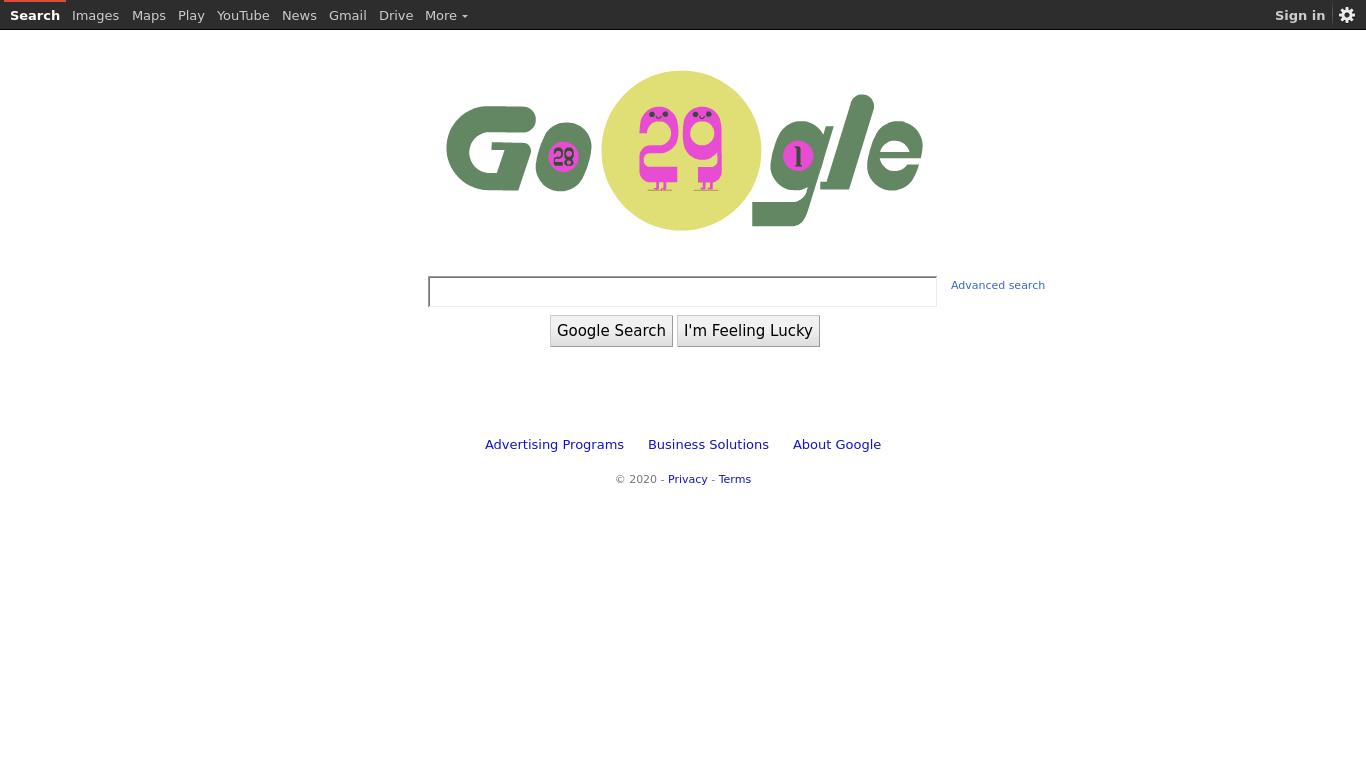 Search Images Maps Play YouTube News Gmail Drive More Sign in
Go 28 29 1 gle
Advanced search
Google Search I'm Feeling Lucky
Advertising Programs Business Solutions About Google
© 2020 - Privacy - Terms